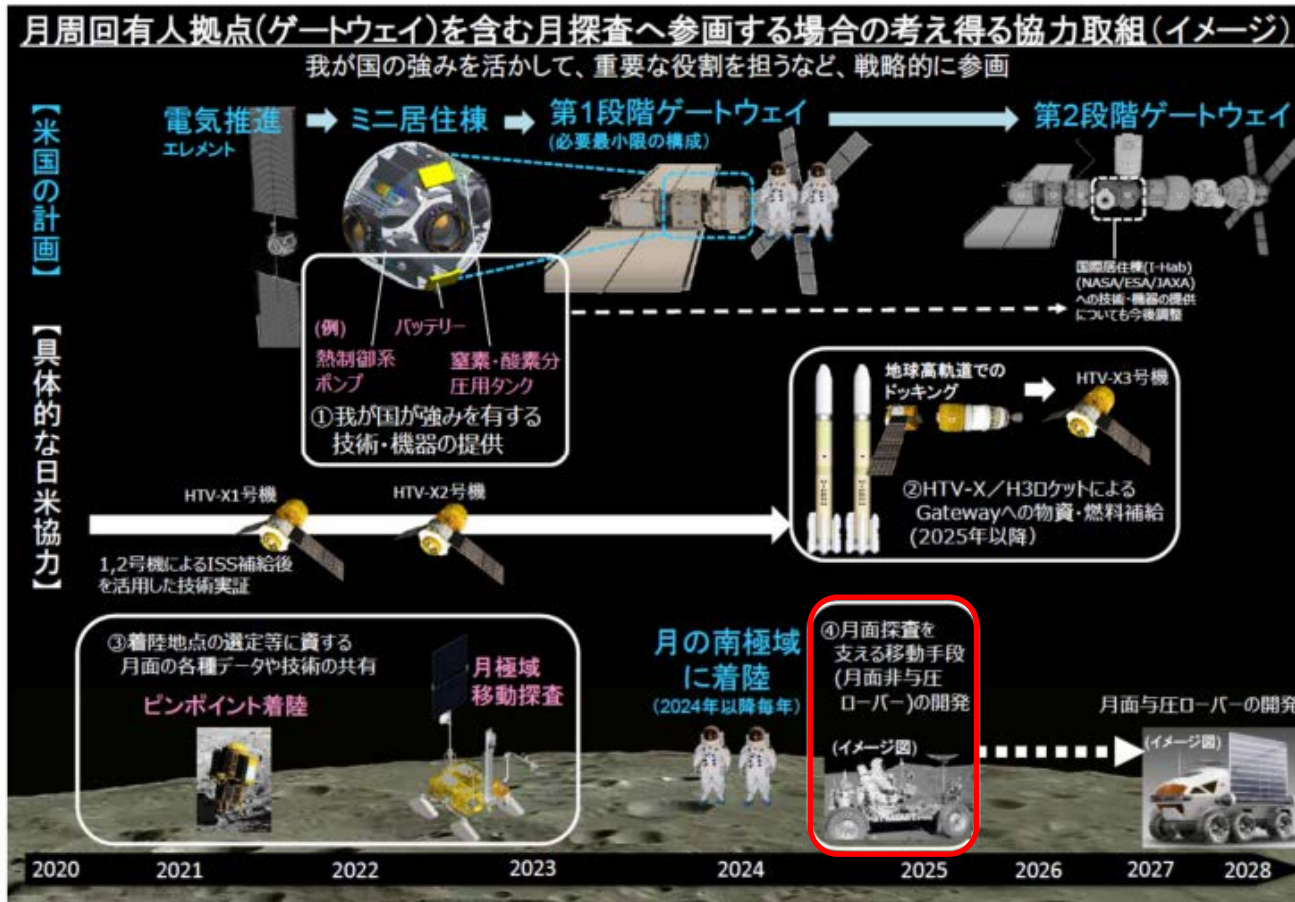 月周回有人拠点(ゲートウェイ)を含む月探査へ参画する場合の考え得る協力取組(イメージ)
我が国の強みを活かして、重要な役割を担うなど、戦略的に参画
【米国の計画】
電気推進
エレメント
ミニ居住棟
第1段階ゲートウェイ
(必要最小限の構成)
第2段階ゲートウェイ
国際居住棟(I-Hab)
(NASA/ESA/JAXA)
への技術・機器の提供
についても今後調整
【具体的な日米協力】
(例)
バッテリー
熱制御系
ポンプ
窒素・酸素分
圧用タンク
①我が国が強みを有する
技術・機器の提供
地球高軌道での
ドッキング
HTV-X3号機
②HTV-X/H3ロケットによる
Gatewayへの物資・燃料補給
(2025年以降)
HTV-X1号機
HTV-X2号機
1,2号機によるISS補給後
を活用した技術実証
③着陸地点の選定等に資する
月面の各種データや技術の共有
ピンポイント着陸
月極域
移動探査
月の南極域
に着陸
(2024年以降毎年)
④月面探査を
支える移動手段
(月面非与圧
ローバー)の開発
(イメージ図)
月面与圧ローバーの開発
(イメージ図)
2020 2021 2022 2023 2024 2025 2026 2027 2028